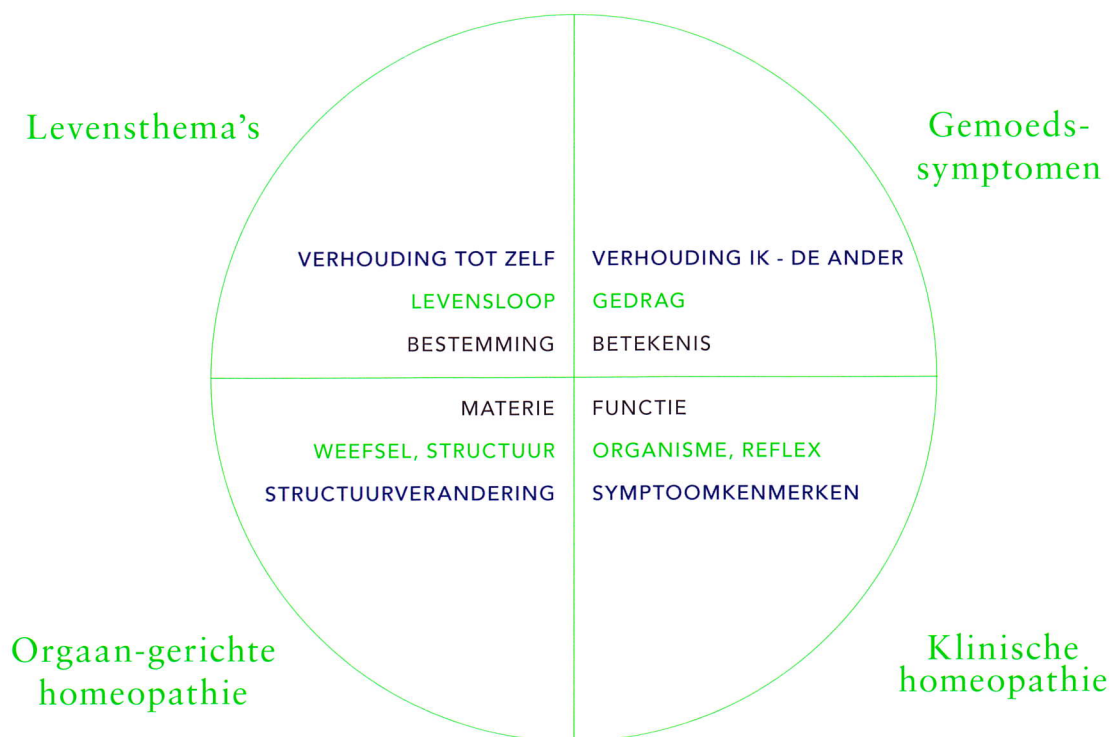 Levensthema's
Gemoeds-
symptomen
VERHOUDING TOT ZELF
VERHOUDING IK - DE ANDER
LEVENSLOOP
GEDRAG
BESTEMMING
BETEKENIS
MATERIE
FUNCTIE
WEEFSEL, STRUCTUUR
ORGANISME, REFLEX
STRUCTUURVERANDERING
SYMPTOOMKENMERKEN
Orgaan-gerichte
homeopathie
Klinische
homeopathie